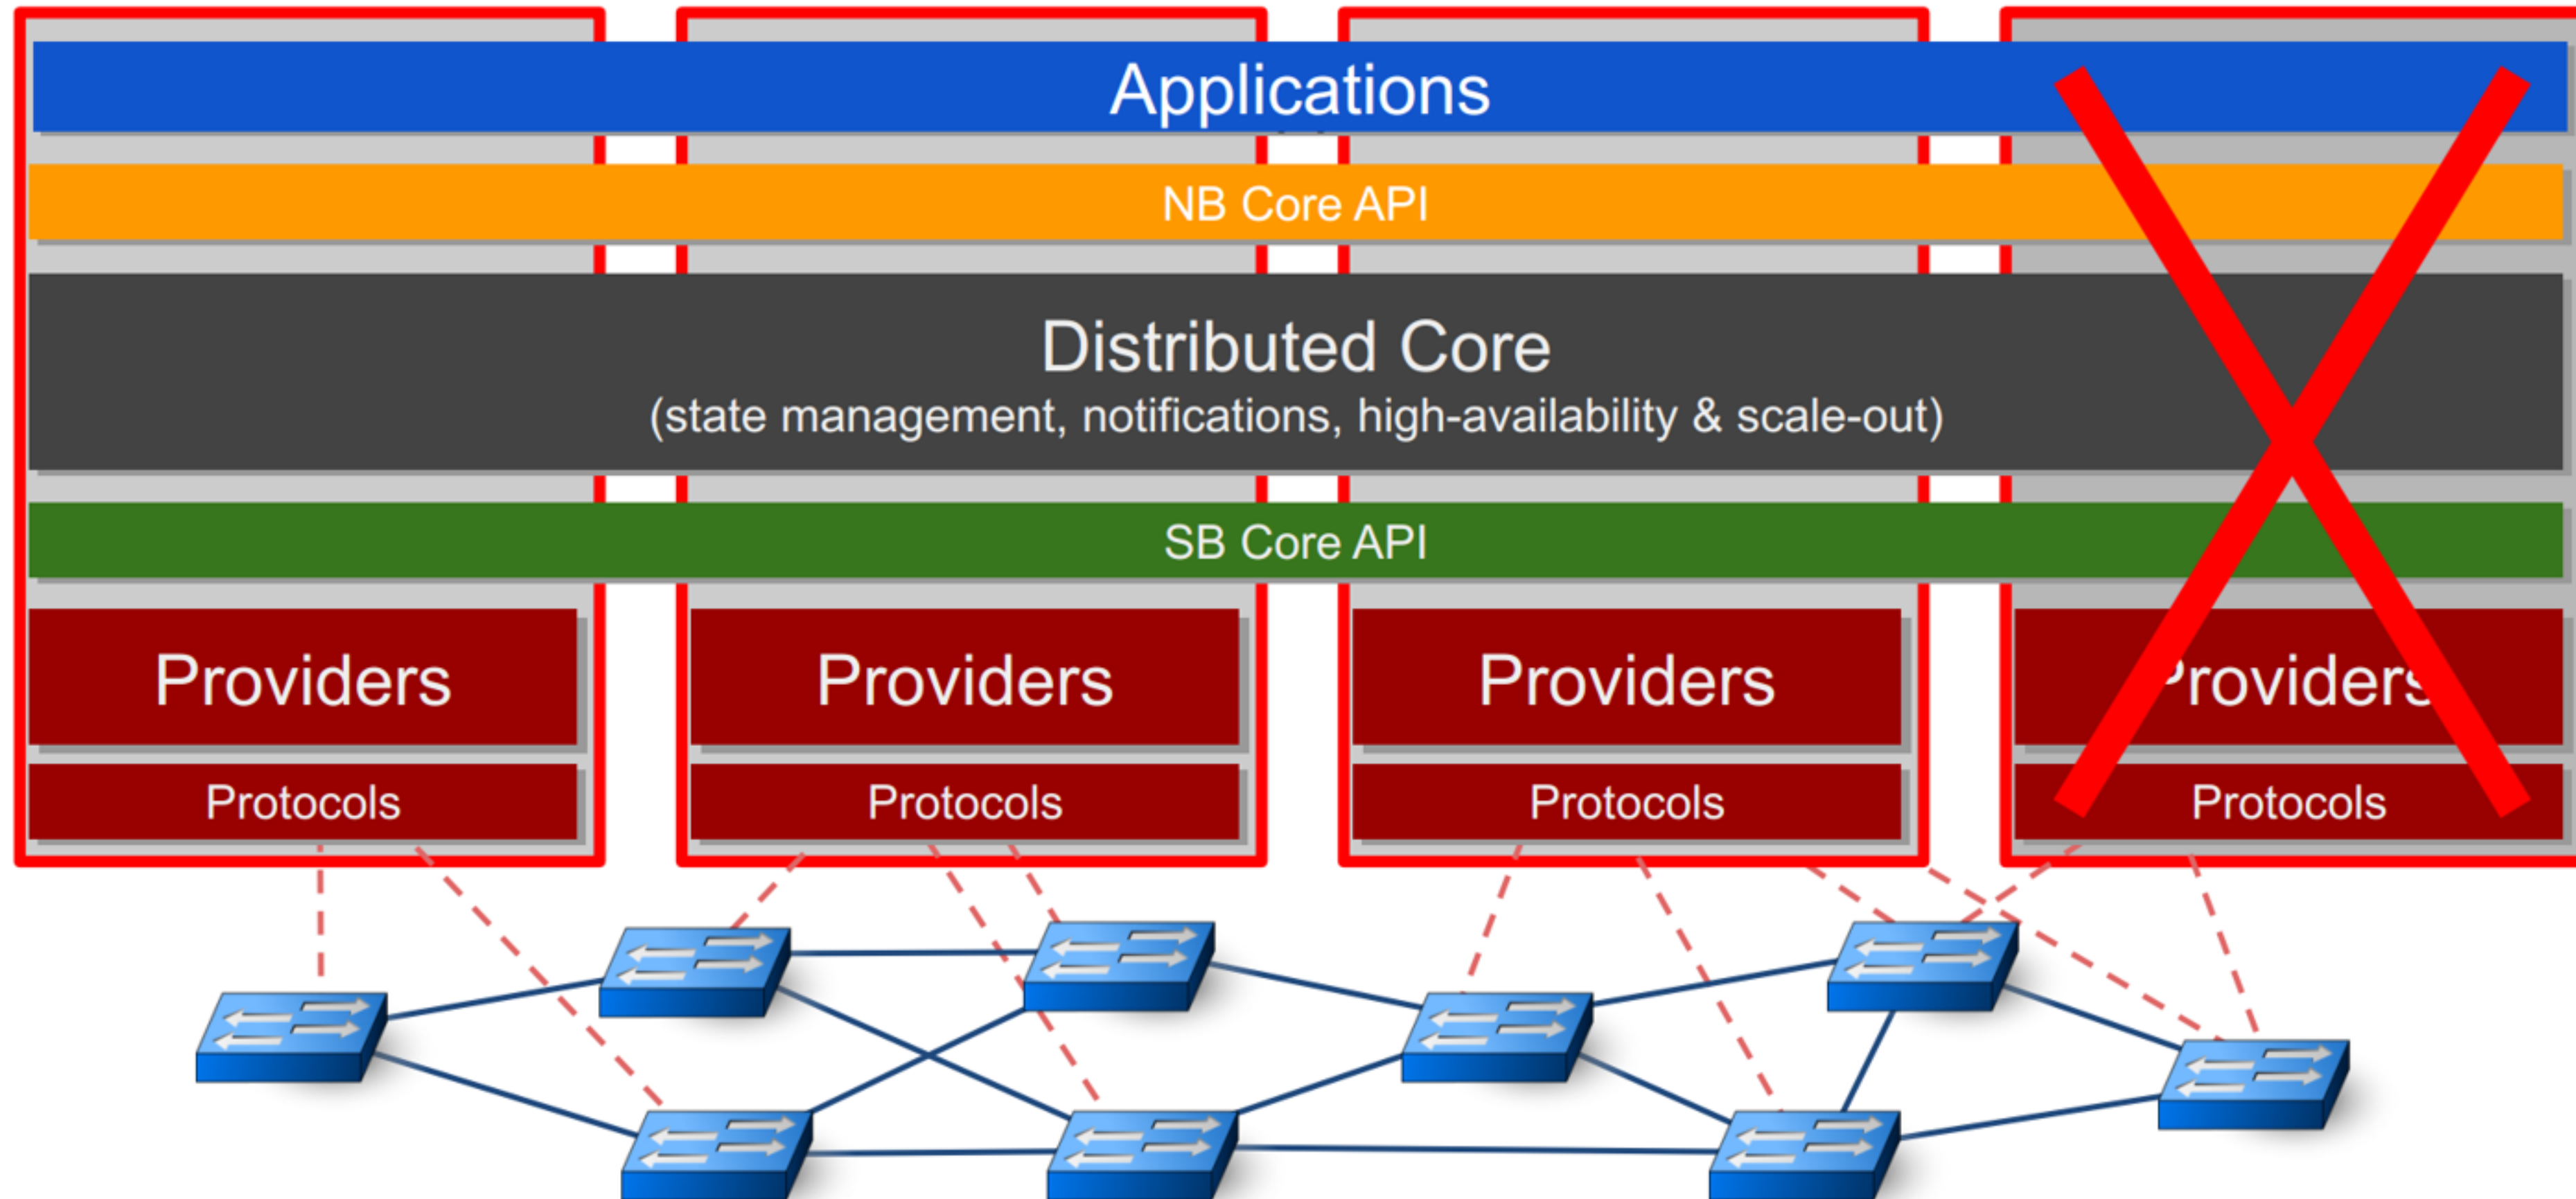 Applications
NB Core API
Distributed Core
(state management, notifications, high-availability & scale-out)
SB Core API
Providers
Providers
Providers
Providers
Protocols
Protocols
Protocols
Protocols